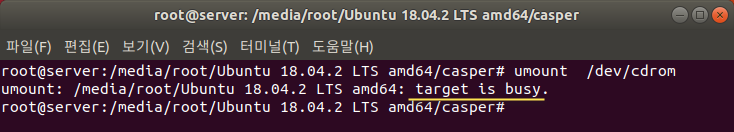 root@server: /media/root/Ubuntu 18.04.2 LTS amd64/casper
파일(F) 편집(E) 보기(V) 검색(S) 터미널(T) 도움말(H)
root@server:/media/root/Ubuntu 18.04.2 LTS amd64/casper# umount  /dev/cdrom
umount: /media/root/Ubuntu 18.04.2 LTS amd64: target is busy.
root@server:/media/root/Ubuntu 18.04.2 LTS amd64/casper#